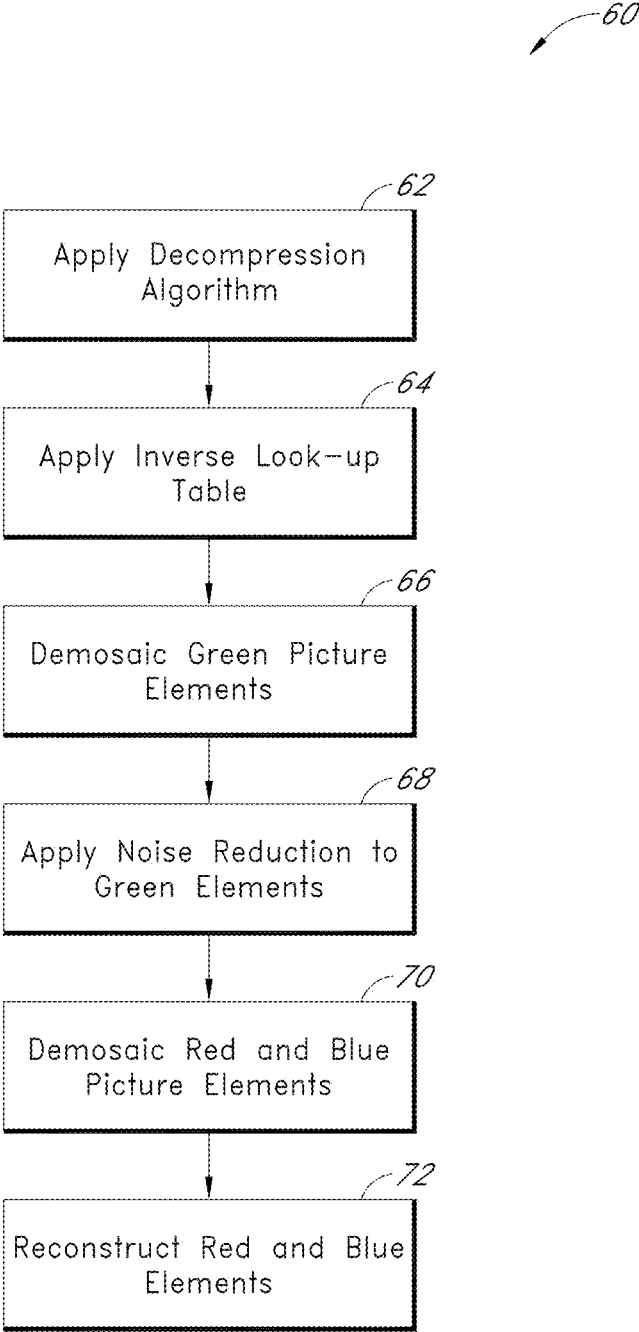 60
62
Apply Decompression
Algorithm
64
Apply Inverse Look-up
Table
66
Demosaic Green Picture
Elements
68
Apply Noise Reduction to
Green Elements
70
Demosaic Red and Blue
Picture Elements
72
Reconstruct Red and Blue
Elements